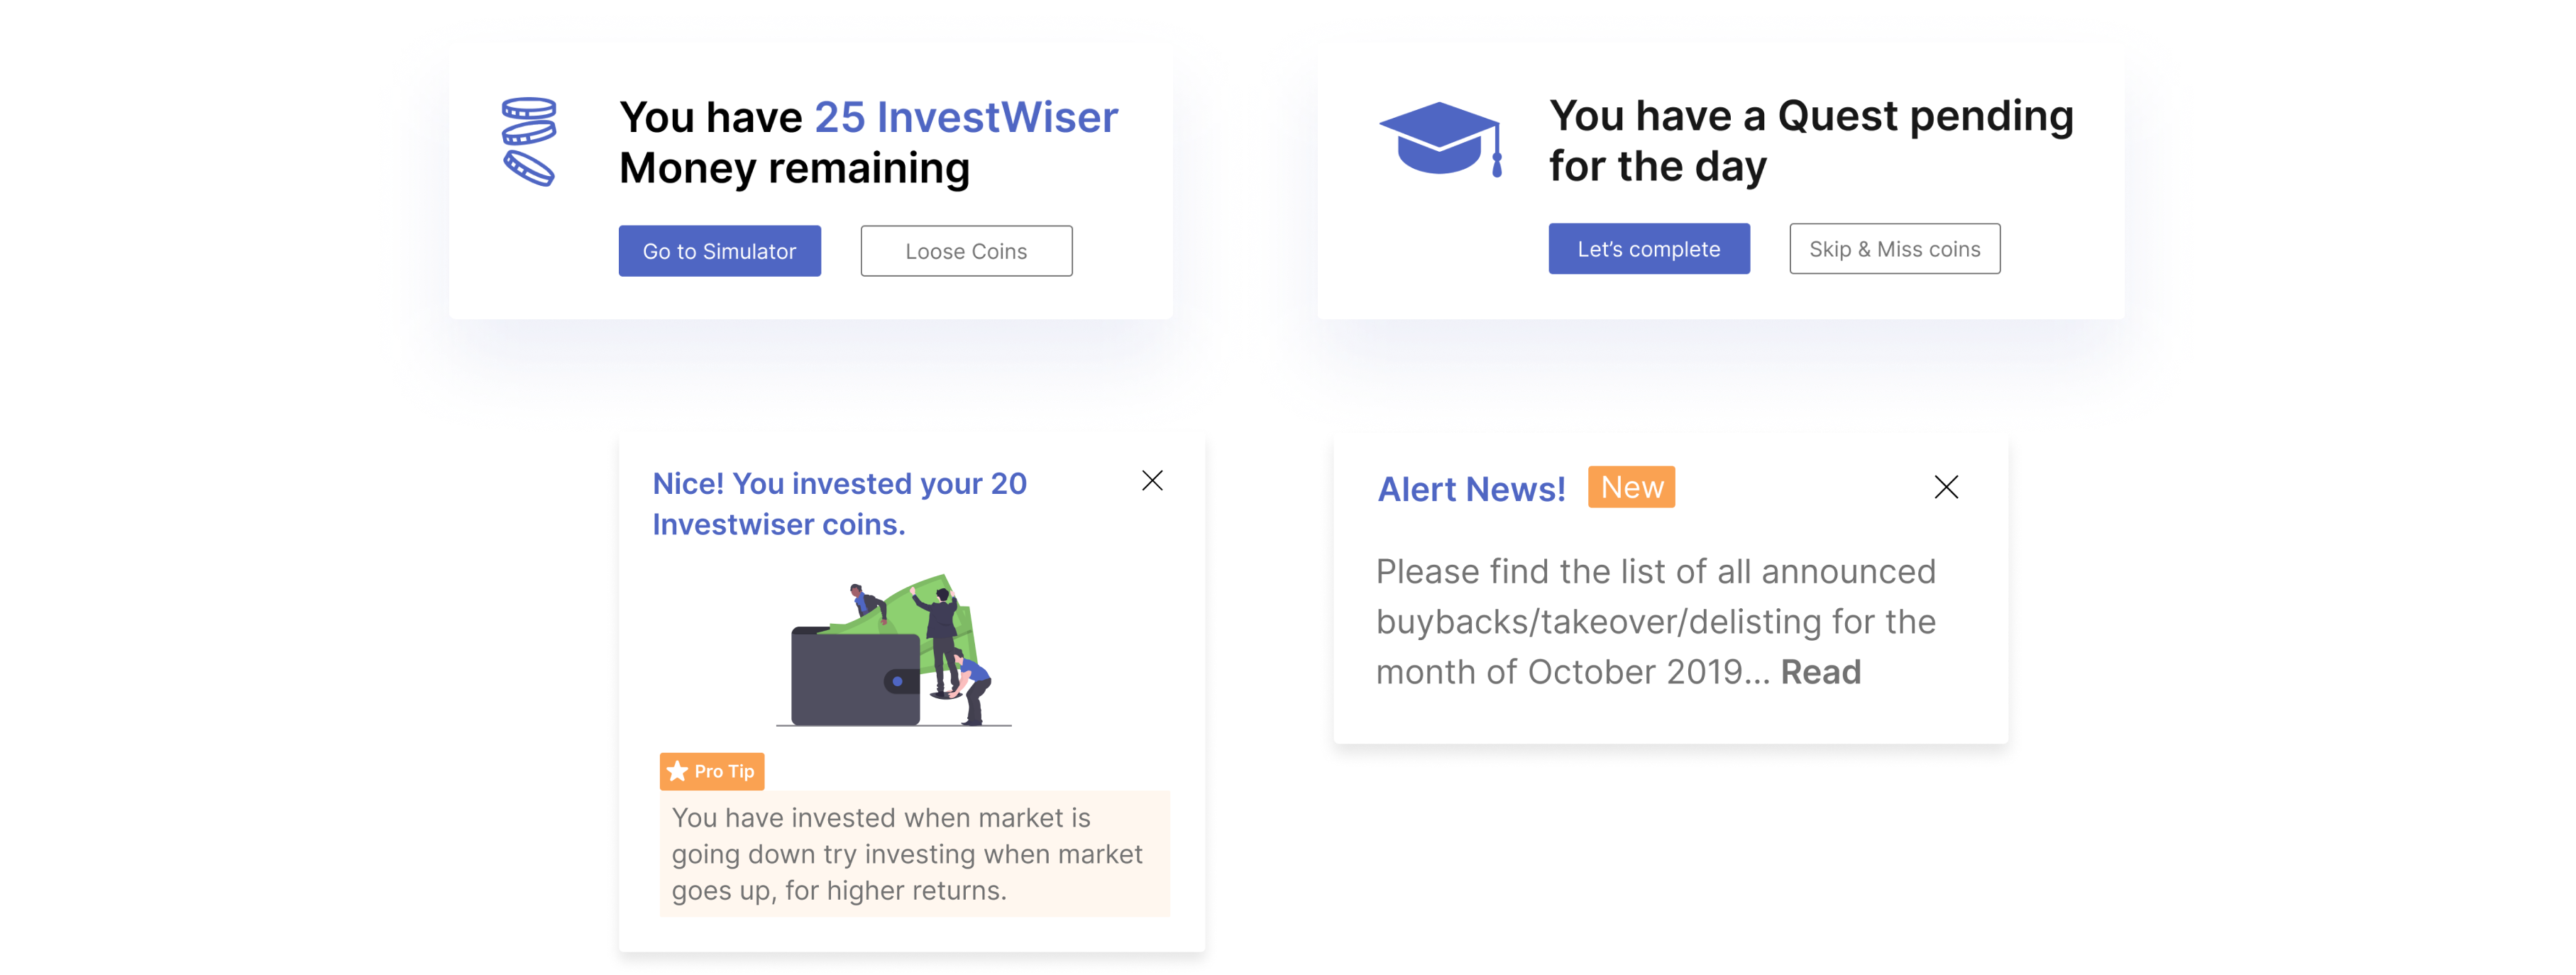 You have 25 InvestWiser
Money remaining
Go to Simulator
Loose Coins
You have a Quest pending
for the day
Let's complete
Skip & Miss coins
Nice! You invested your 20
Investwiser coins.
Pro Tip
You have invested when market is
going down try investing when market
goes up, for higher returns.
Alert News!
New
Please find the list of all announced
buybacks/takeover/delisting for the
month of October 2019... Read